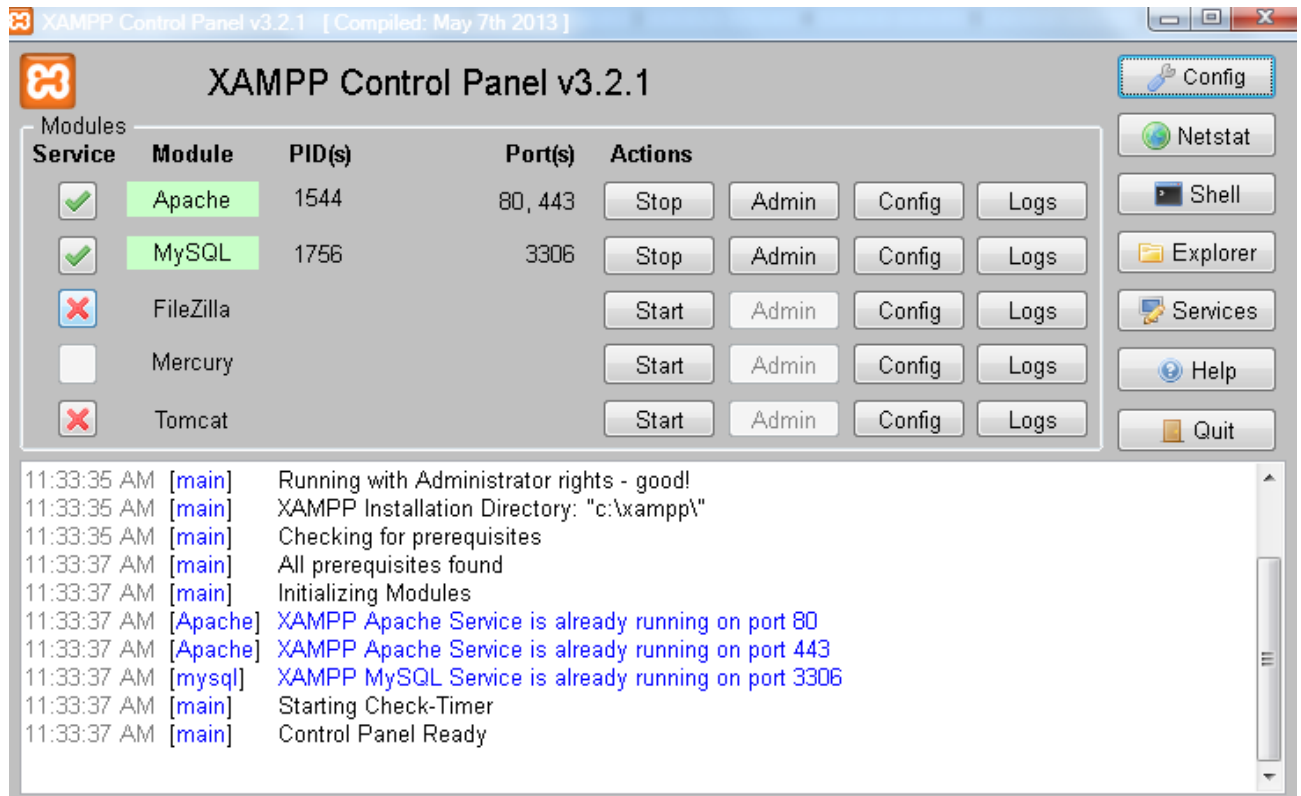 XAMPP Control Panel v3.2.1 [ Compiled: May 7th 2013 ]
XAMPP Control Panel v3.2.1
Config
Netstat
Shell
Explorer
Services
Help
Quit
Modules
Service Module PID(s) Port(s) Actions
Apache 1544 80, 443 Stop Admin Config Logs
MySQL 1756 3306 Stop Admin Config Logs
FileZilla Start Admin Config Logs
Mercury Start Admin Config Logs
Tomcat Start Admin Config Logs
11:33:35 AM [main] Running with Administrator rights - good!
11:33:35 AM [main] XAMPP Installation Directory: "c:\xampp\"
11:33:35 AM [main] Checking for prerequisites
11:33:37 AM [main] All prerequisites found
11:33:37 AM [main] Initializing Modules
11:33:37 AM [Apache] XAMPP Apache Service is already running on port 80
11:33:37 AM [Apache] XAMPP Apache Service is already running on port 443
11:33:37 AM [mysql] XAMPP MySQL Service is already running on port 3306
11:33:37 AM [main] Starting Check-Timer
11:33:37 AM [main] Control Panel Ready